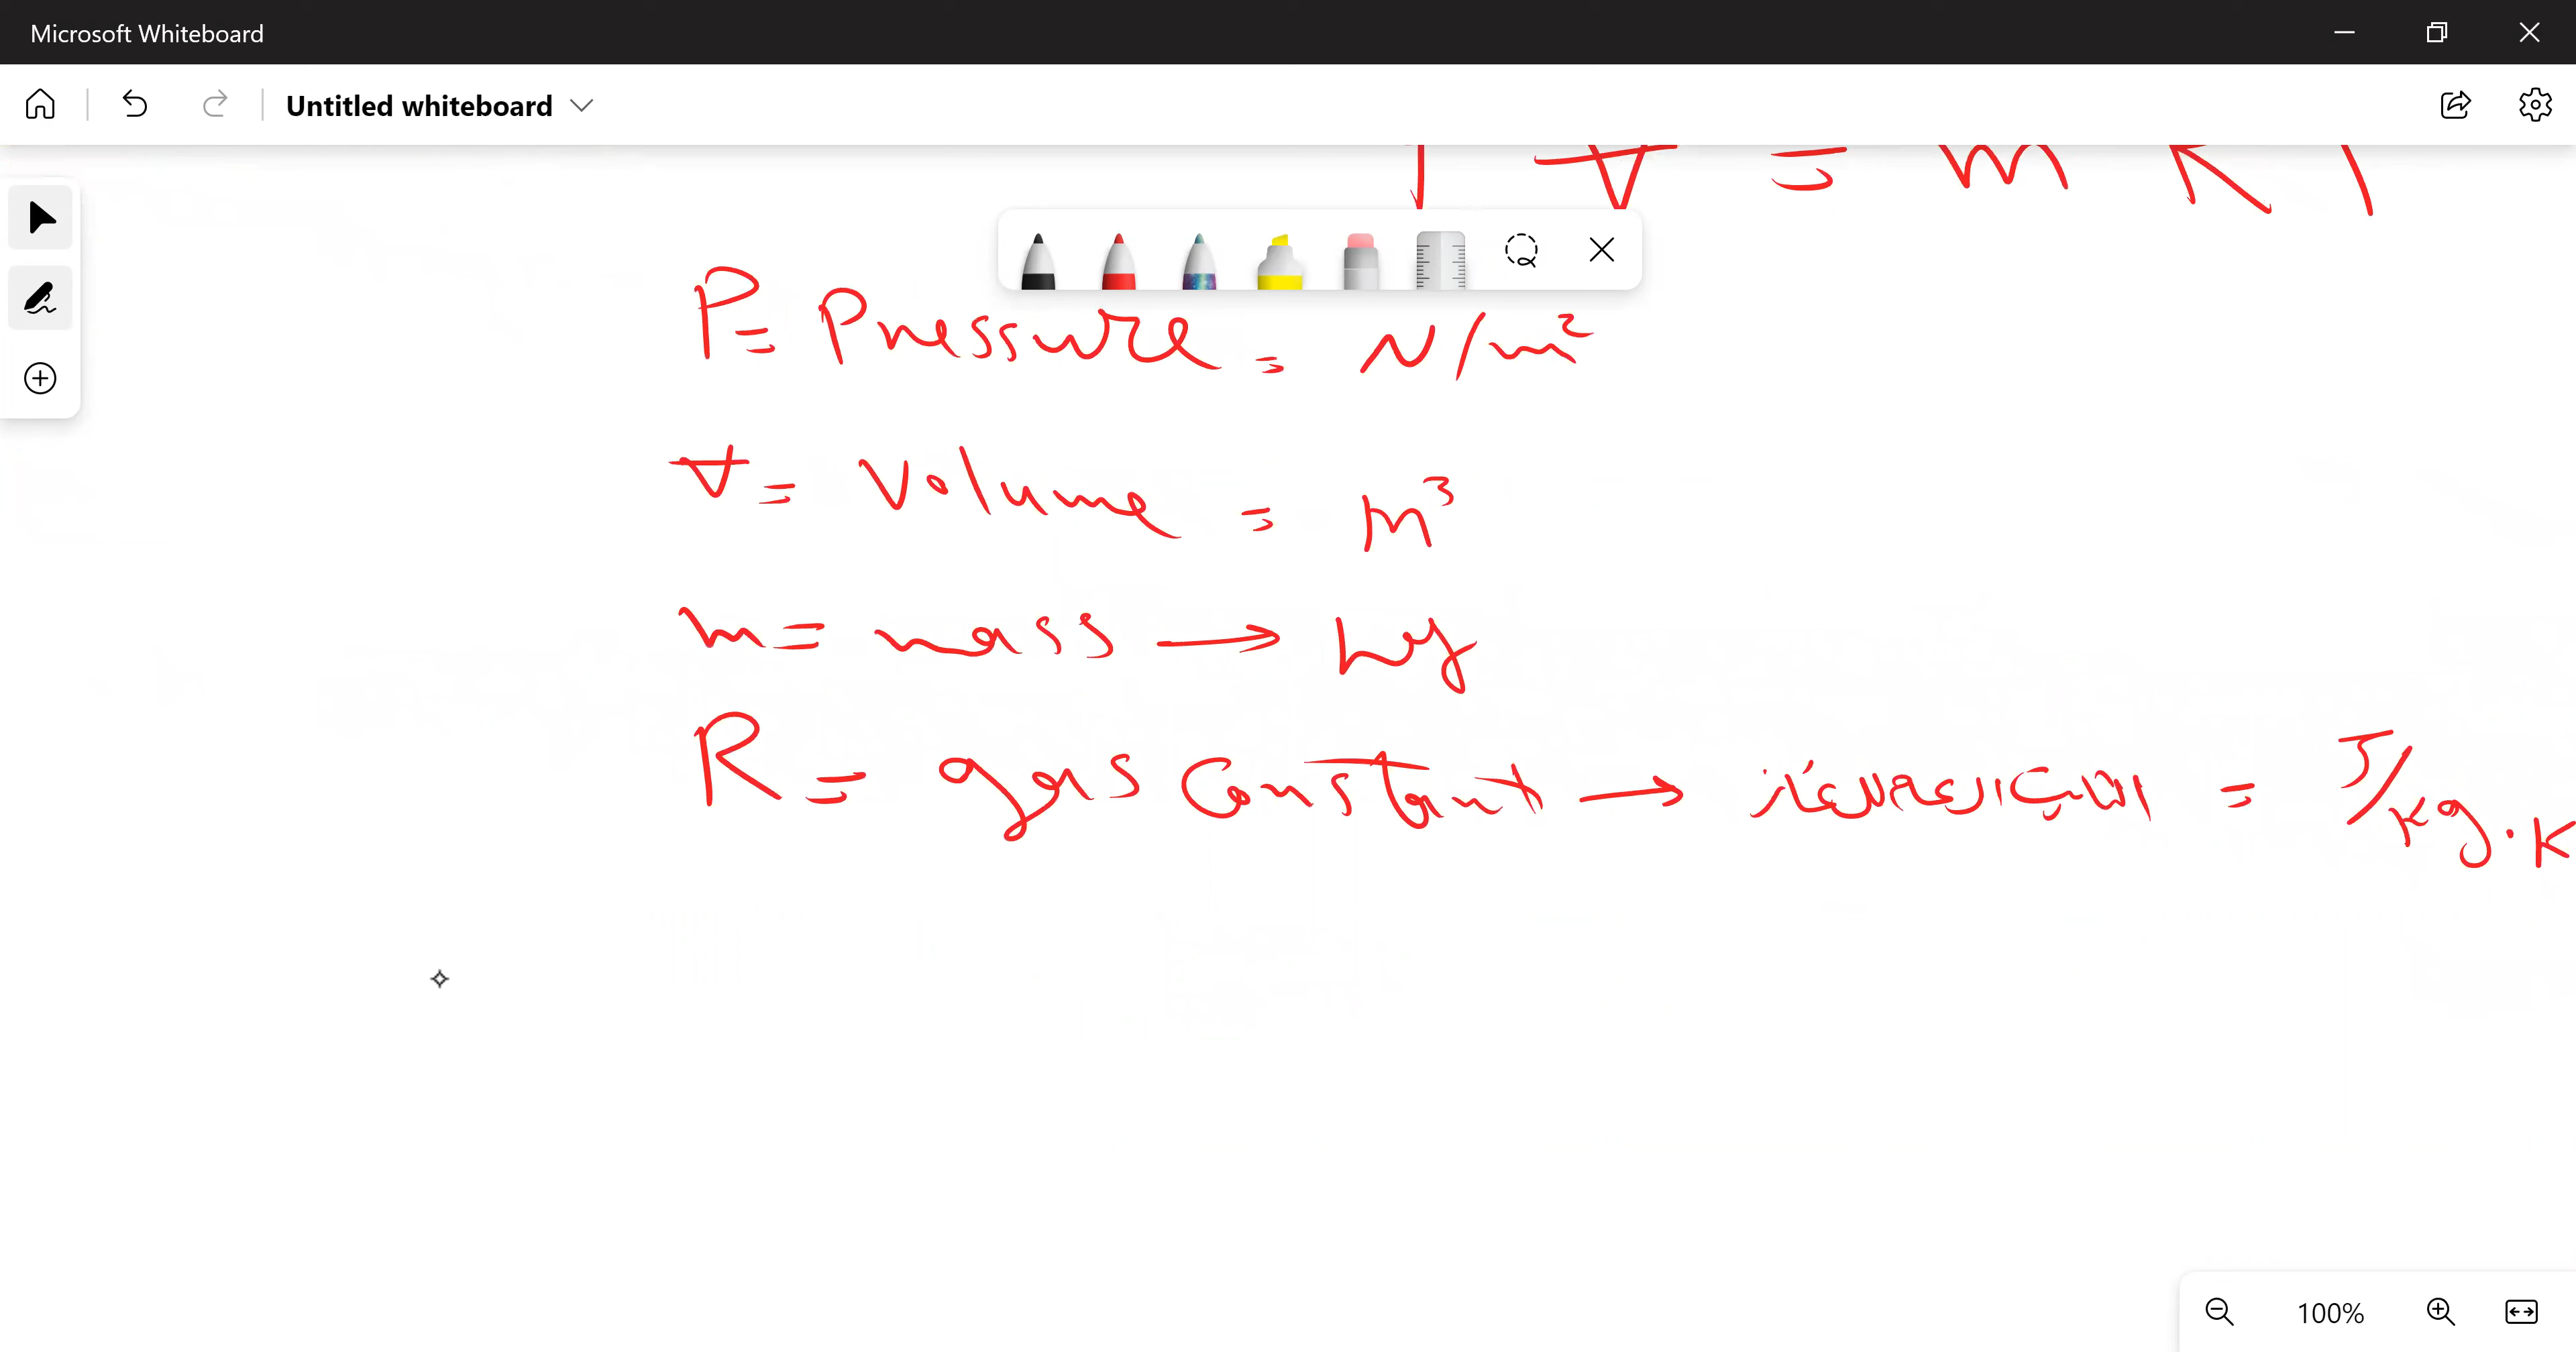 Microsoft Whiteboard
Untitled whiteboard
P V = m R T
P = Pressure = N/m²
V = Volume = m³
m = mass → kg
R = gas Constant → = J/kg.K
100%